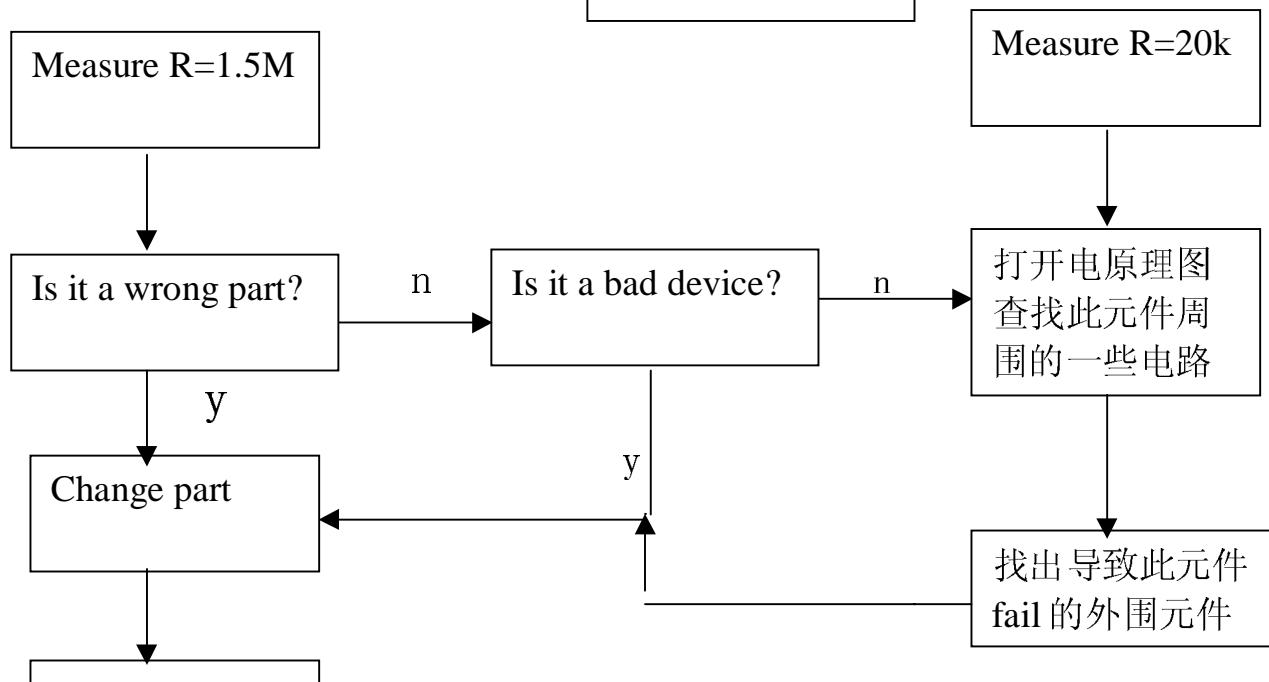 Measure R=1.5M
Measure R=20k
Is it a wrong part?
n
Is it a bad device?
n
打开电原理图
查找此元件周
围的一些电路
y
y
Change part
找出导致此元件
fail 的外围元件